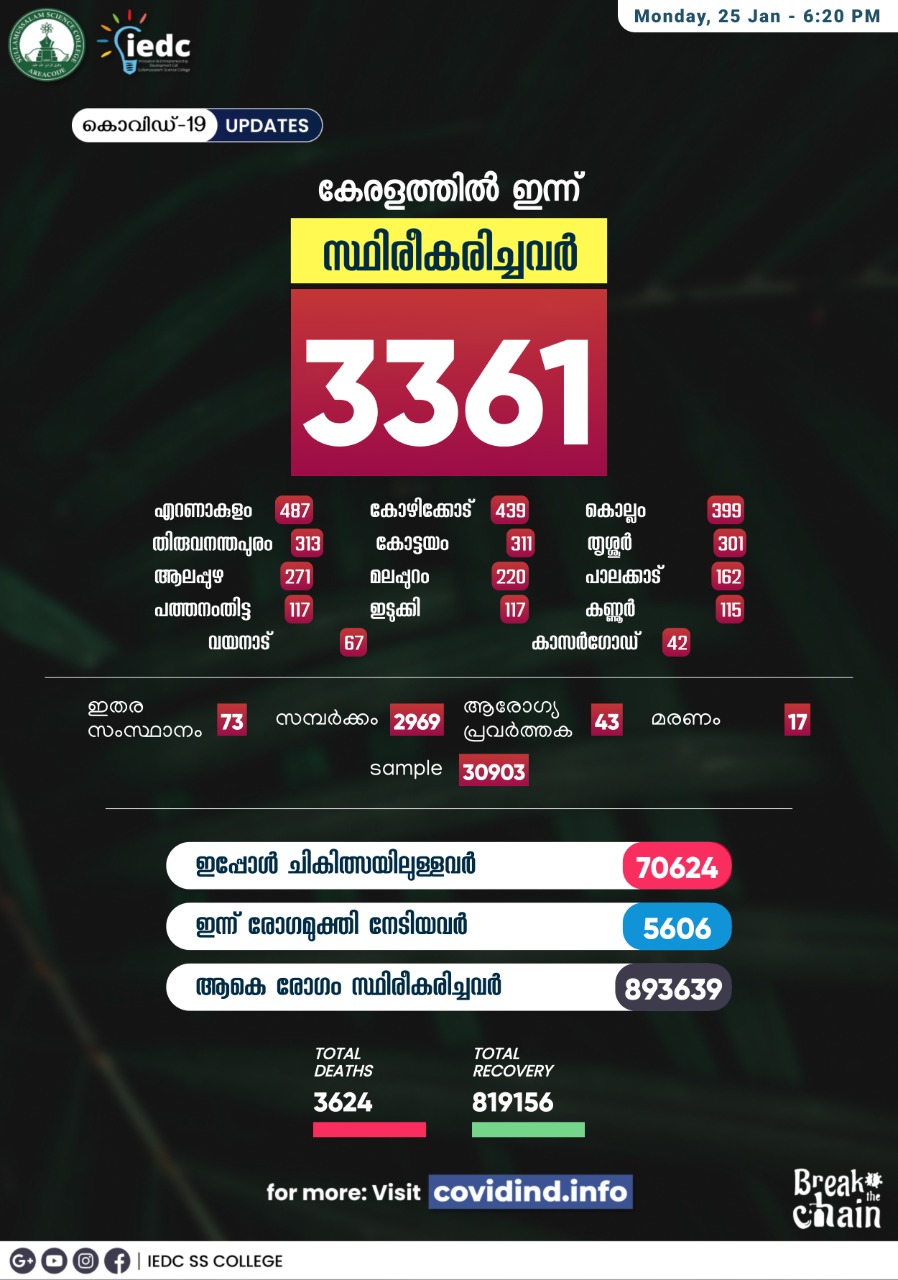 Monday, 25 Jan - 6:20 PM
SULLAMUSSALAM SCIENCE COLLEGE
AREACODE
iedc
കൊവിഡ്-19 UPDATES
കേരളത്തിൽ ഇന്ന്
സ്ഥിരീകരിച്ചവർ
3361
എറണാകുളം 487 കോഴിക്കോട് 439 കൊല്ലം 399
തിരുവനന്തപുരം 313 കോട്ടയം 311 തൃശ്ശൂർ 301
ആലപ്പുഴ 271 മലപ്പുറം 220 പാലക്കാട് 162
പത്തനംതിട്ട 117 ഇടുക്കി 117 കണ്ണൂർ 115
വയനാട് 67 കാസർഗോഡ് 42
ഇതര
സംസ്ഥാനം 73 സമ്പർക്കം 2969 ആരോഗ്യ
പ്രവർത്തക 43 മരണം 17
sample 30903
ഇപ്പോൾ ചികിത്സയിലുള്ളവർ 70624
ഇന്ന് രോഗമുക്തി നേടിയവർ 5606
ആകെ രോഗം സ്ഥിരീകരിച്ചവർ 893639
TOTAL
DEATHS
3624
TOTAL
RECOVERY
819156
for more: Visit covidind.info
Break
the
chain
G+ f | IEDC SS COLLEGE